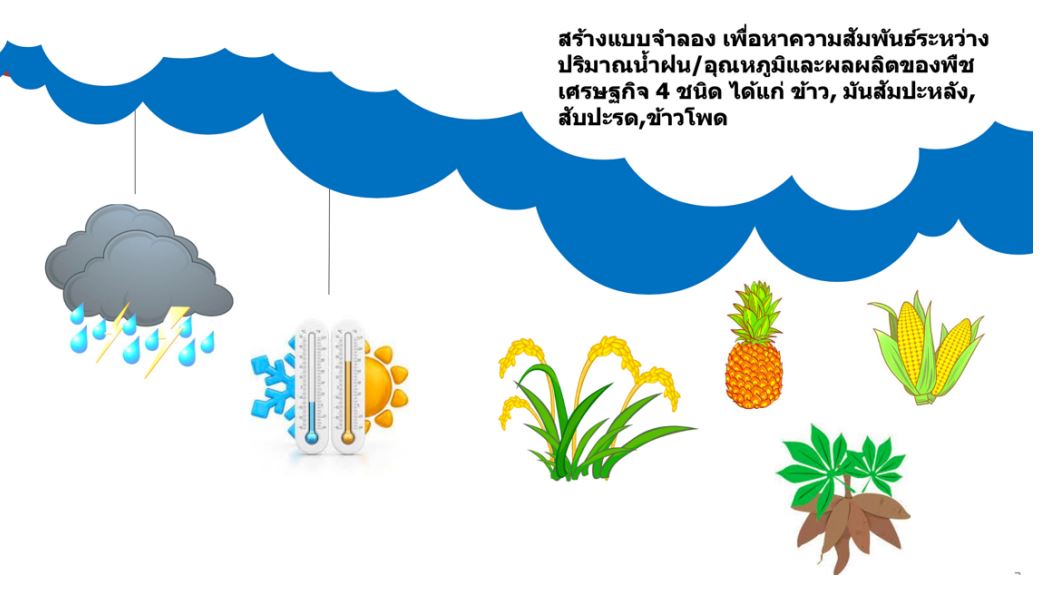 สร้างแบบจำลอง เพื่อหาความสัมพันธ์ระหว่าง
ปริมาณน้ำฝน/อุณหภูมิและผลผลิตของพืช
เศรษฐกิจ 4 ชนิด ได้แก่ ข้าว, มันสัมปะหลัง,
สับปะรด,ข้าวโพด